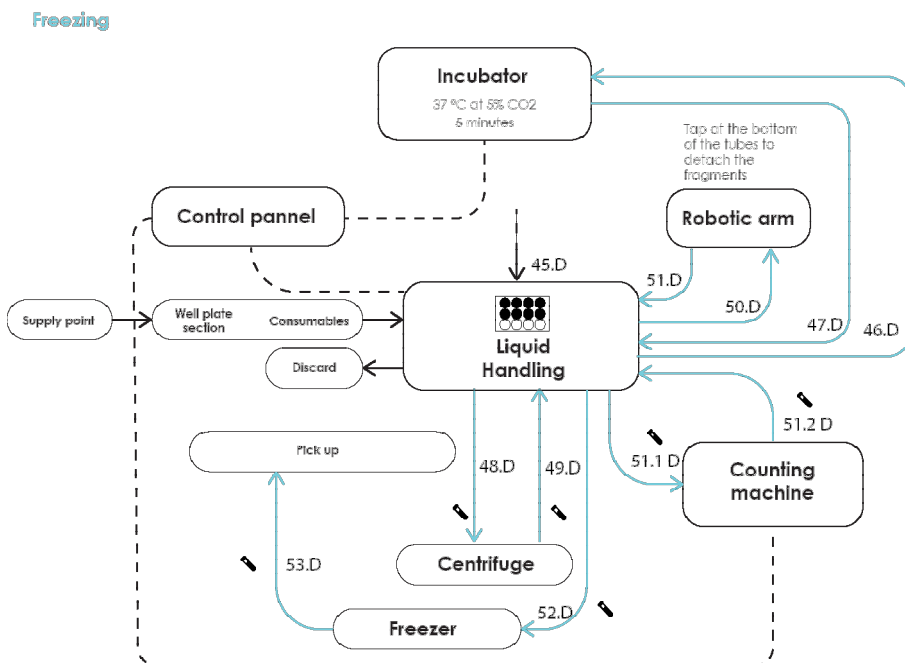 Freezing
Incubator
37 ºC at 5% CO2
5 minutes
Tap at the bottom
of the tubes to
detach the
fragments
Control pannel
Robotic arm
45.D
51.D
50.D
47.D
46.D
Supply point
Well plate
section
Consumables
Liquid
Handling
Discard
51.2 D
Pick up
48.D
49.D
51.1 D
Counting
machine
Centrifuge
53.D
52.D
Freezer